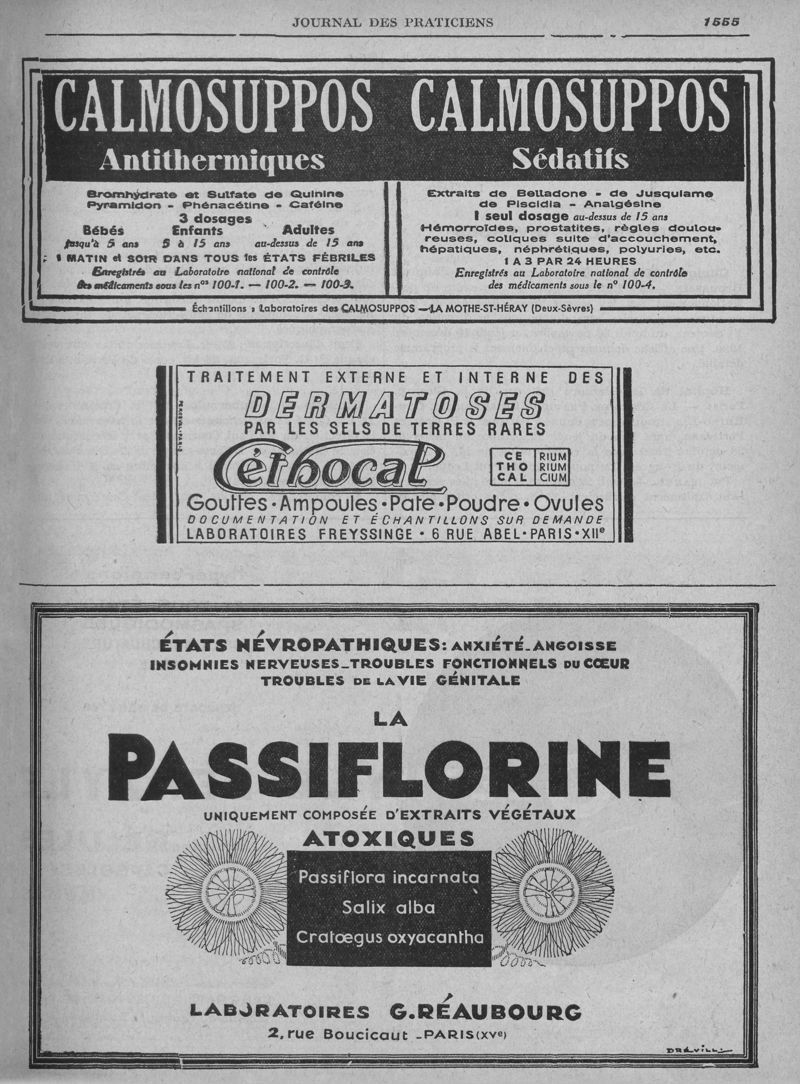 JOURNAL DES PRATICIENS
1555
CALMOSUPPOS
Antithermiques
Bromhydrate et Sulfate de Quinine
Pyramidon - Phénacétine - Caféine
3 dosages
Bébés Enfants Adultes
jusqu'à 5 ans 5 à 15 ans au-dessus de 15 ans
1 MATIN et SOIR DANS TOUS les ÉTATS FÉBRILES
Enregistrés au Laboratoire national de contrôle
des médicaments sous les nos 100-1. — 100-2. — 100-3.
CALMOSUPPOS
Sédatifs
Extraits de Belladone - de Jusquiame
de Piscidia - Analgésine
1 seul dosage au-dessus de 15 ans
Hémorroïdes, prostatites, règles doulou-
reuses, coliques suite d'accouchement,
hépatiques, néphrétiques, polyuries, etc.
1 A 3 PAR 24 HEURES
Enregistrés au Laboratoire national de contrôle
des médicaments sous le n° 100-4.
Échantillons : Laboratoires des CALMOSUPPOS — LA MOTHE-ST-HÉRAY (Deux-Sèvres)
TRAITEMENT EXTERNE ET INTERNE DES
DERMATOSES
PAR LES SELS DE TERRES RARES
Céthocal
CE RIUM
THO RIUM
CAL CIUM
Gouttes • Ampoules • Pate • Poudre • Ovules
DOCUMENTATION ET ÉCHANTILLONS SUR DEMANDE
LABORATOIRES FREYSSINGE • 6 RUE ABEL • PARIS • XIIe
ÉTATS NÉVROPATHIQUES: ANXIÉTÉ_ANGOISSE
INSOMNIES NERVEUSES_TROUBLES FONCTIONNELS DU CŒUR
TROUBLES DE LA VIE GÉNITALE
LA
PASSIFLORINE
UNIQUEMENT COMPOSÉE D'EXTRAITS VÉGÉTAUX
ATOXIQUES
Passiflora incarnata
Salix alba
Cratœgus oxyacantha
LABORATOIRES G.RÉAUBOURG
2, rue Boucicaut _PARIS (XVe)